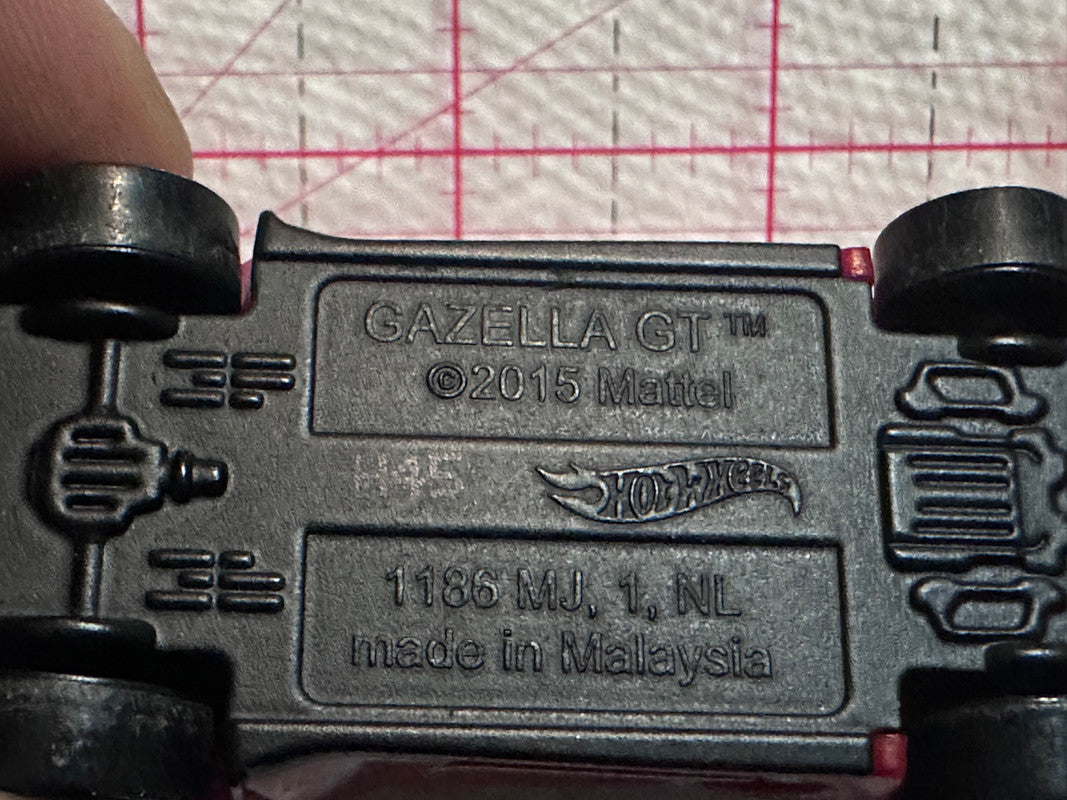 GAZELLA GT™
©2015 Mattel
H45
HOT WHEELS
1186 MJ, 1, NL
made in Malaysia